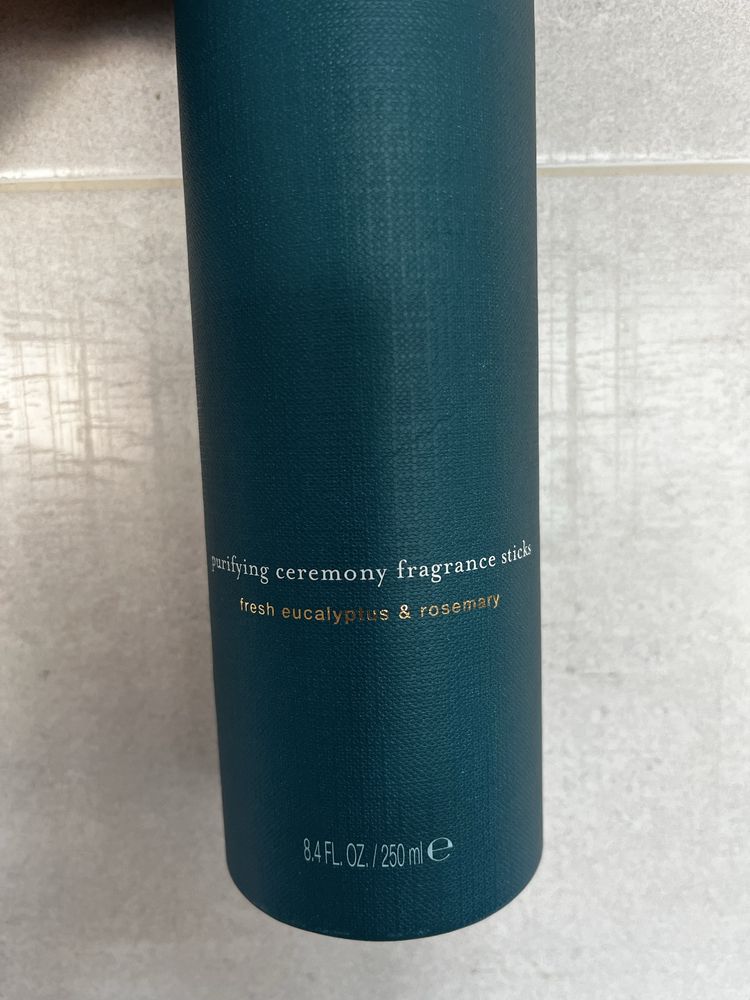 purifying ceremony fragrance sticks
fresh eucalyptus & rosemary
8.4 FL. OZ. / 250 ml ℮